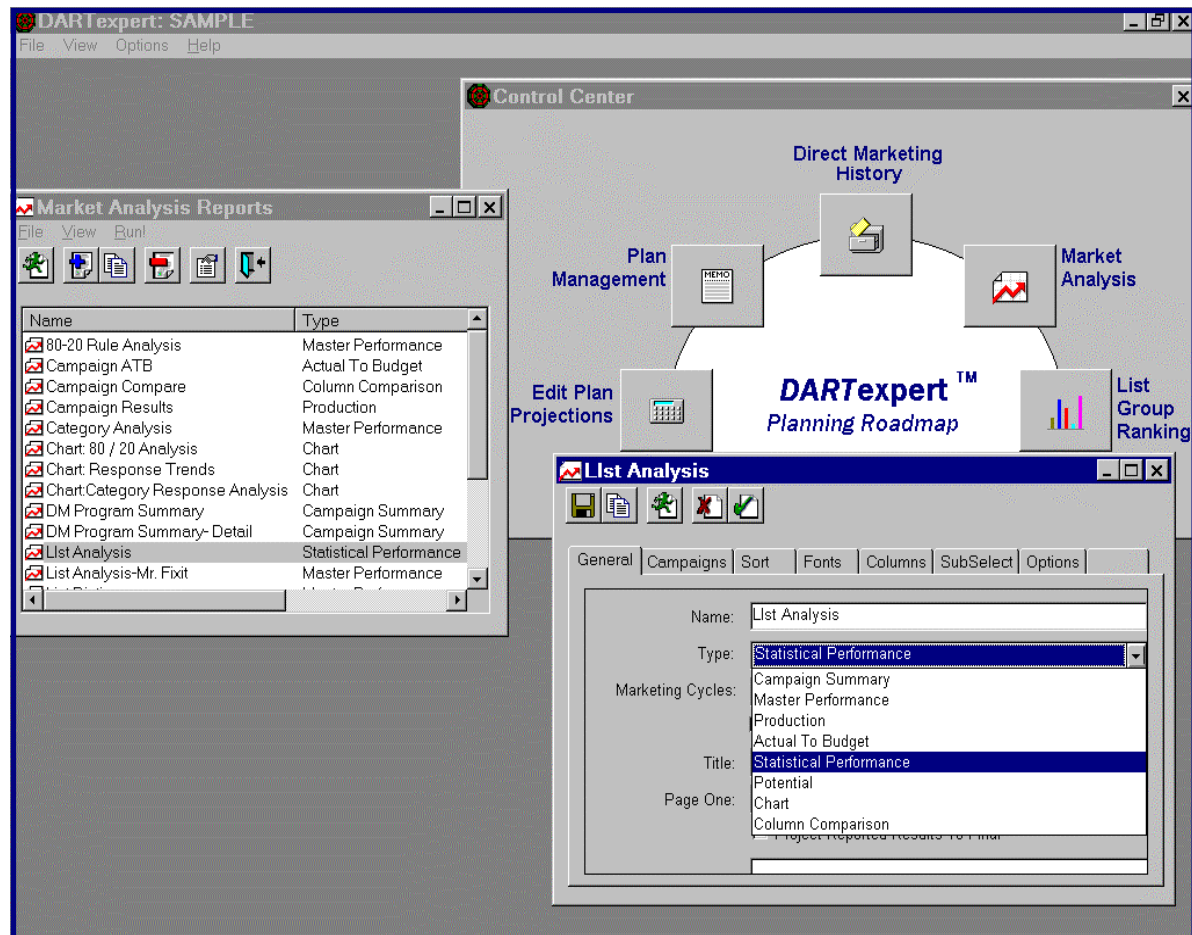 DARTexpert: SAMPLE
File View Options Help
Control Center
Direct Marketing
History
Plan
Management
MEMO
Market
Analysis
Edit Plan
Projections
DARTexpert ™
Planning Roadmap
List
Group
Ranking
Market Analysis Reports
File View Run!
Name Type
80-20 Rule Analysis Master Performance
Campaign ATB Actual To Budget
Campaign Compare Column Comparison
Campaign Results Production
Category Analysis Master Performance
Chart: 80 / 20 Analysis Chart
Chart: Response Trends Chart
Chart:Category Response Analysis Chart
DM Program Summary Campaign Summary
DM Program Summary- Detail Campaign Summary
LIst Analysis Statistical Performance
List Analysis-Mr. Fixit Master Performance
LIst Analysis
General Campaigns Sort Fonts Columns SubSelect Options
Name: LIst Analysis
Type: Statistical Performance
Marketing Cycles:
Title:
Page One:
Campaign Summary
Master Performance
Production
Actual To Budget
Statistical Performance
Potential
Chart
Column Comparison
Project Reported Results To Final